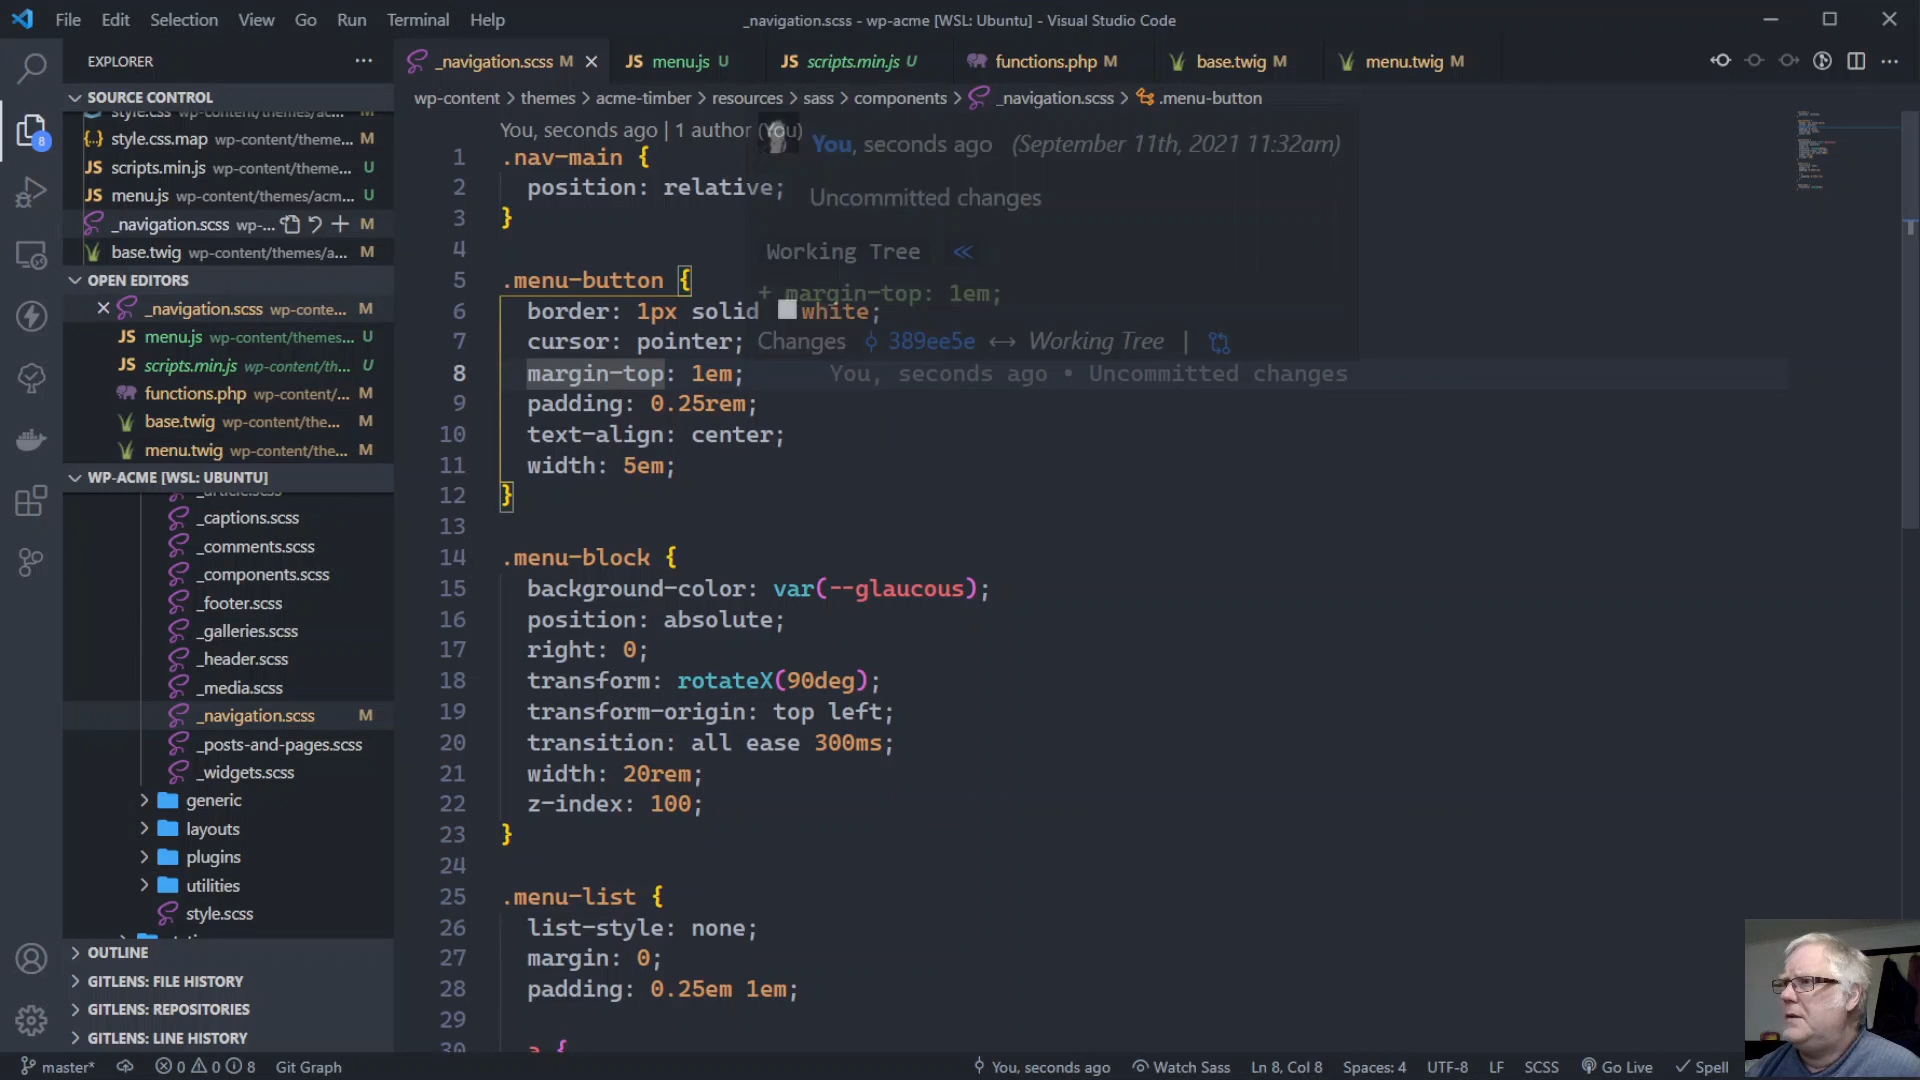 File Edit Selection View Go Run Terminal Help
_navigation.scss - wp-acme [WSL: Ubuntu] - Visual Studio Code
EXPLORER
_navigation.scss M
JS menu.js U
JS scripts.min.js U
functions.php M
base.twig M
menu.twig M
wp-content > themes > acme-timber > resources > sass > components > _navigation.scss > .menu-button
SOURCE CONTROL
style.css wp-content/themes...
{} style.css.map wp-content/themes... M
JS scripts.min.js wp-content/theme... U
JS menu.js wp-content/themes/acm... U
_navigation.scss wp-... M
base.twig wp-content/themes/a... M
OPEN EDITORS
_navigation.scss wp-conte... M
JS menu.js wp-content/themes... U
JS scripts.min.js wp-content/th... U
functions.php wp-content/... M
base.twig wp-content/the... M
menu.twig wp-content/the... M
WP-ACME [WSL: UBUNTU]
_article.scss
_captions.scss
_comments.scss
_components.scss
_footer.scss
_galleries.scss
_header.scss
_media.scss
_navigation.scss M
_posts-and-pages.scss
_widgets.scss
generic
layouts
plugins
utilities
style.scss
OUTLINE
GITLENS: FILE HISTORY
GITLENS: REPOSITORIES
GITLENS: LINE HISTORY
8
You, seconds ago | 1 author (You)
You, seconds ago (September 11th, 2021 11:32am)
Uncommitted changes
Working Tree
+ margin-top: 1em;
Changes 389ee5e ↔ Working Tree |
1 .nav-main {
2 position: relative;
3 }
4
5 .menu-button {
6 border: 1px solid white;
7 cursor: pointer;
8 margin-top: 1em; You, seconds ago • Uncommitted changes
9 padding: 0.25rem;
10 text-align: center;
11 width: 5em;
12 }
13
14 .menu-block {
15 background-color: var(--glaucous);
16 position: absolute;
17 right: 0;
18 transform: rotateX(90deg);
19 transform-origin: top left;
20 transition: all ease 300ms;
21 width: 20rem;
22 z-index: 100;
23 }
24
25 .menu-list {
26 list-style: none;
27 margin: 0;
28 padding: 0.25em 1em;
29
30 a {
master* 0 0 8 Git Graph
You, seconds ago Watch Sass Ln 8, Col 8 Spaces: 4 UTF-8 LF SCSS Go Live Spell